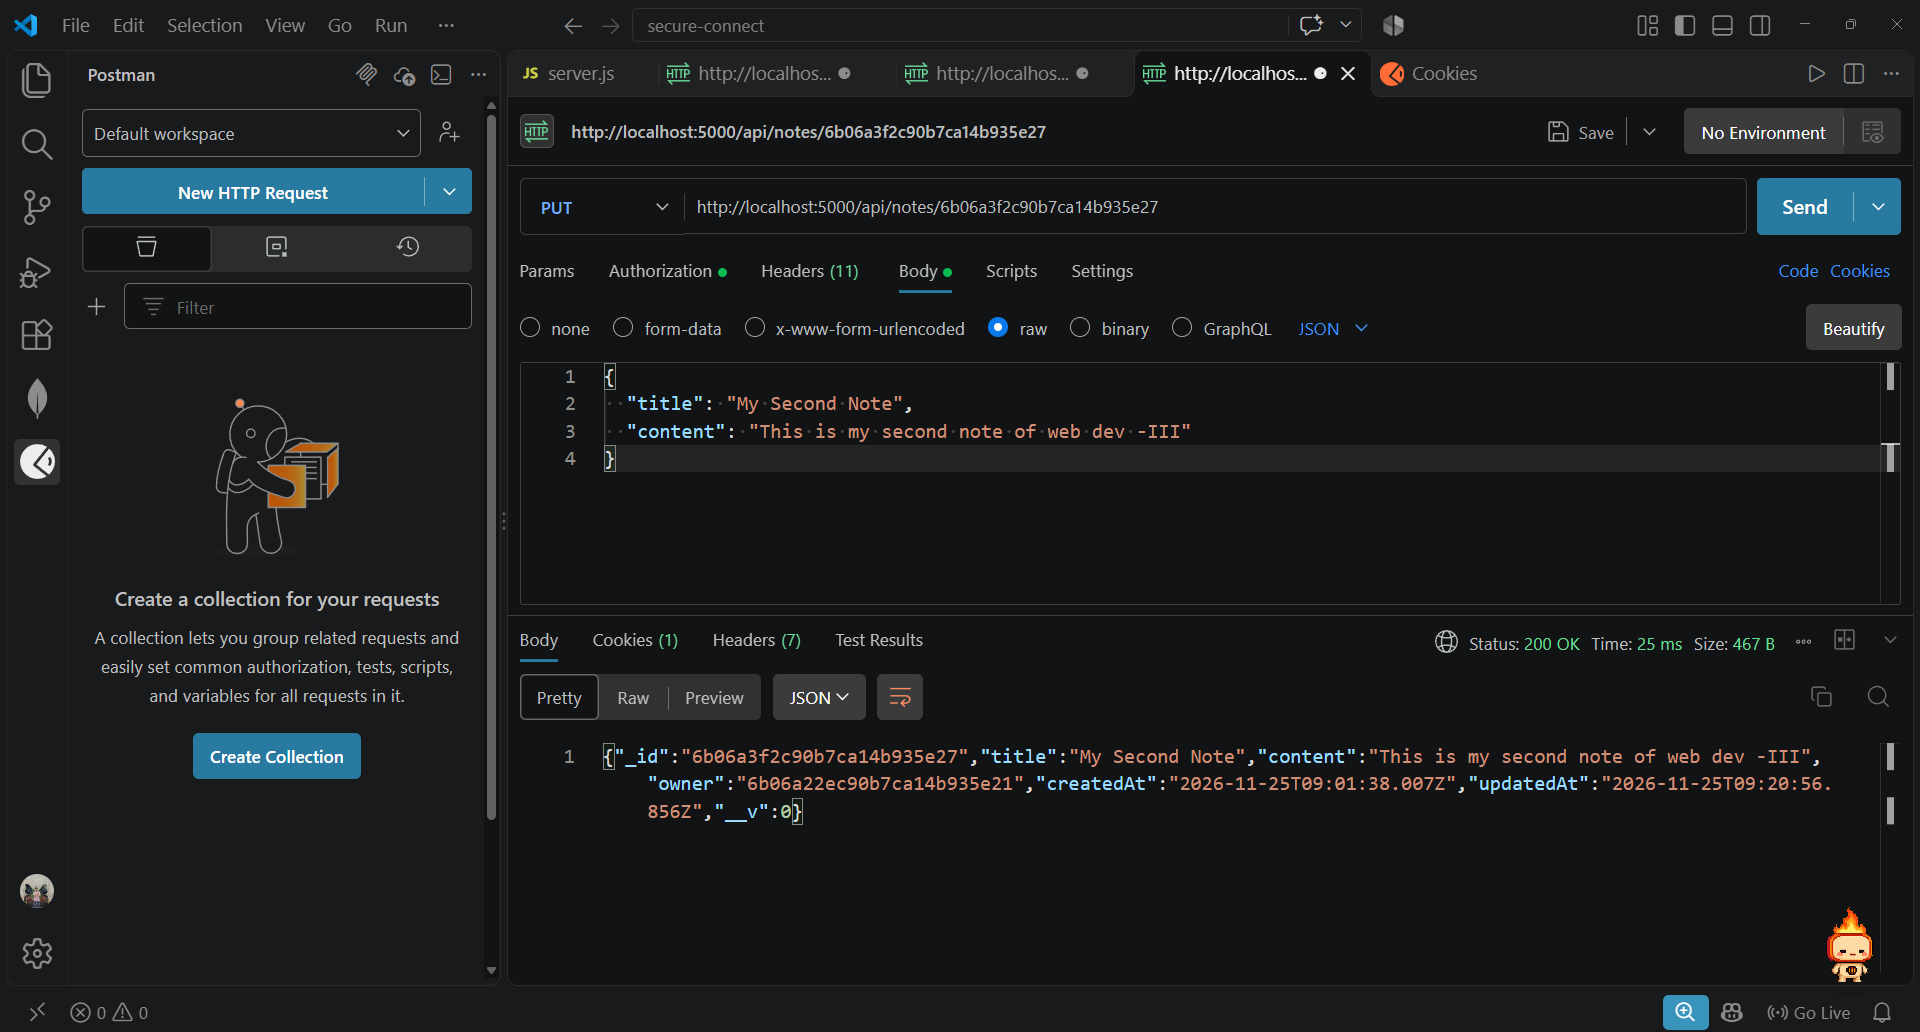 File Edit Selection View Go Run ···
secure-connect
Postman
JS server.js
HTTP http://localhos...
HTTP http://localhos...
HTTP http://localhos...
Cookies
Default workspace
New HTTP Request
Filter
Create a collection for your requests
A collection lets you group related requests and
easily set common authorization, tests, scripts,
and variables for all requests in it.
Create Collection
HTTP http://localhost:5000/api/notes/6b06a3f2c90b7ca14b935e27
Save
No Environment
PUT http://localhost:5000/api/notes/6b06a3f2c90b7ca14b935e27
Send
Params Authorization Headers (11) Body Scripts Settings
Code Cookies
none form-data x-www-form-urlencoded raw binary GraphQL JSON
Beautify
1 {
2 "title": "My Second Note",
3 "content": "This is my second note of web dev -III"
4 }
Body Cookies (1) Headers (7) Test Results
Status: 200 OK Time: 25 ms Size: 467 B
Pretty Raw Preview JSON
1 {"_id":"6b06a3f2c90b7ca14b935e27","title":"My Second Note","content":"This is my second note of web dev -III",
"owner":"6b06a22ec90b7ca14b935e21","createdAt":"2026-11-25T09:01:38.007Z","updatedAt":"2026-11-25T09:20:56.
856Z","__v":0}
0 0
Go Live